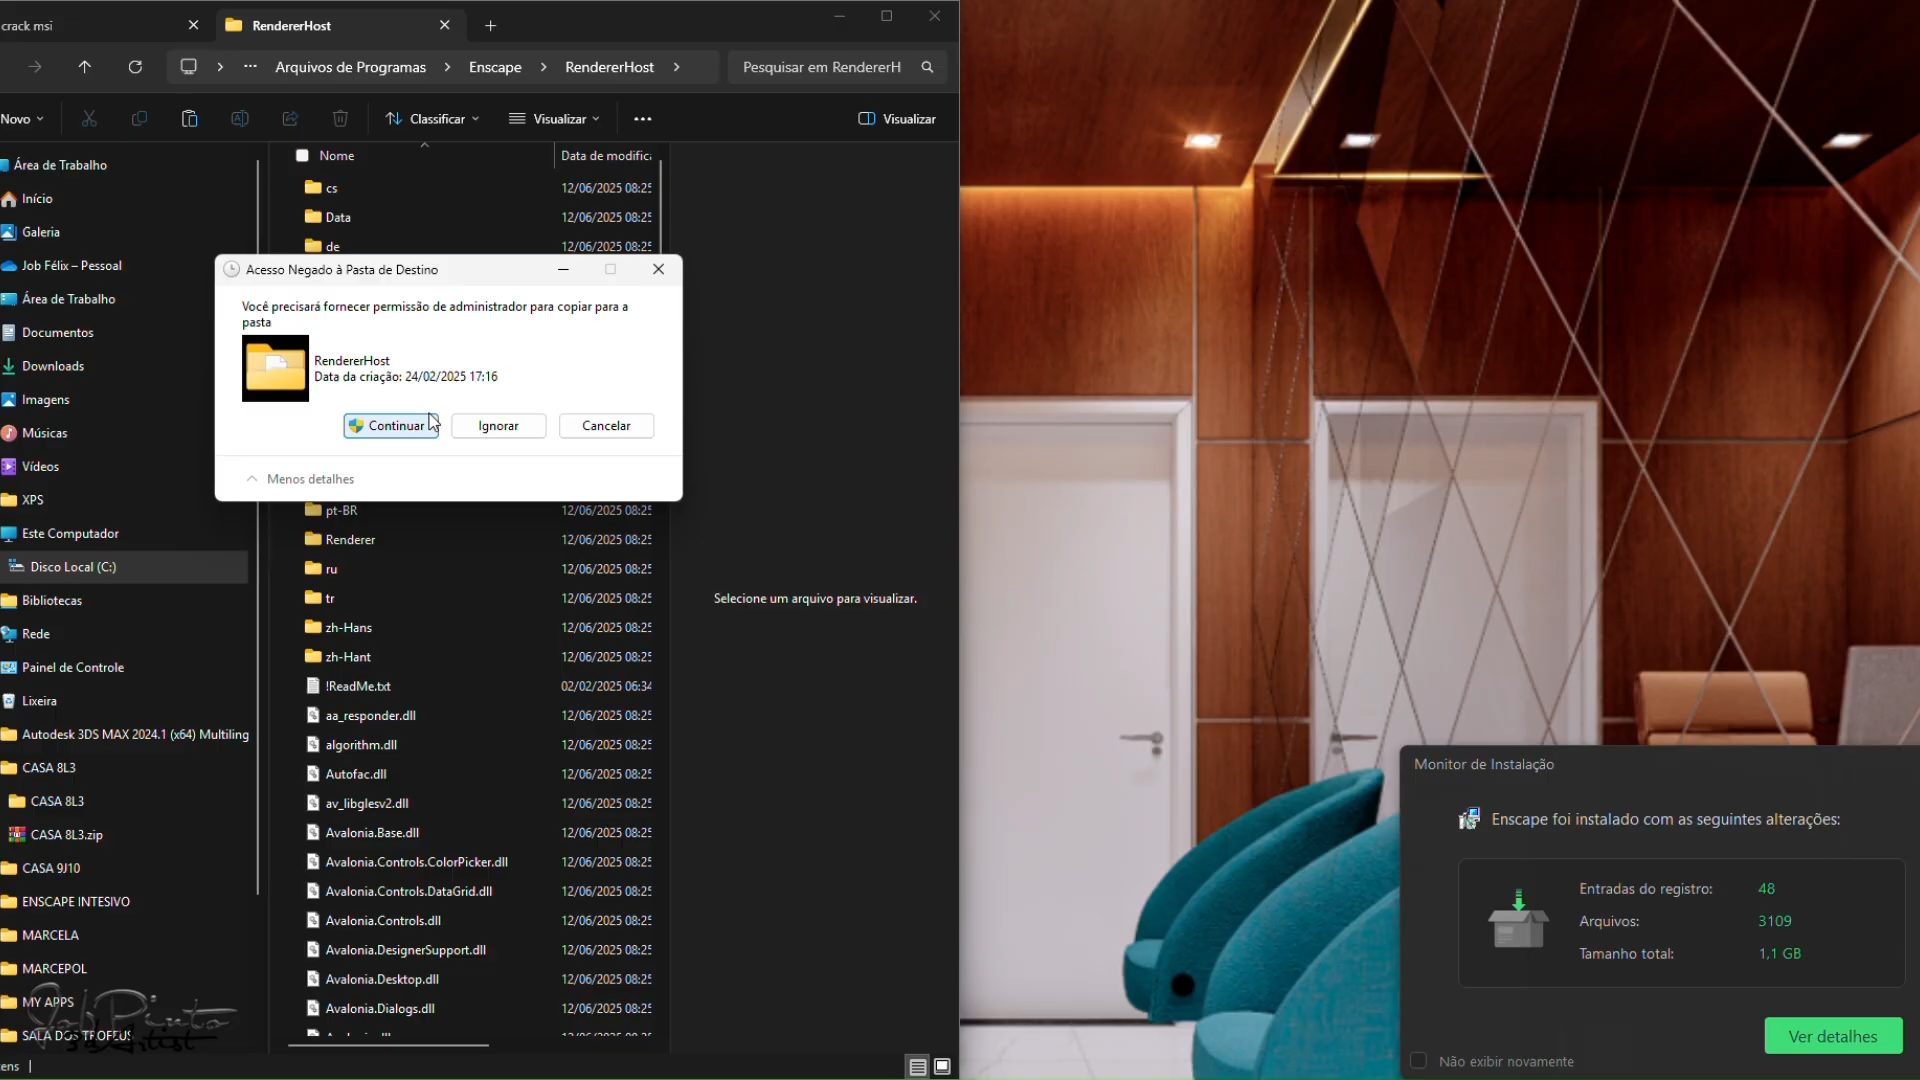 crack msi
RendererHost
Arquivos de Programas
Enscape
RendererHost
Pesquisar em RendererH
Novo
Classificar
Visualizar
Visualizar
Área de Trabalho
Início
Galeria
Job Félix – Pessoal
Área de Trabalho
Documentos
Downloads
Imagens
Músicas
Vídeos
XPS
Este Computador
Disco Local (C:)
Bibliotecas
Rede
Painel de Controle
Lixeira
Autodesk 3DS MAX 2024.1 (x64) Multiling
CASA 8L3
CASA 8L3
CASA 8L3.zip
CASA 9J10
ENSCAPE INTESIVO
MARCELA
MARCEPOL
MY APPS
SALA DOS TROFEUS
Job Pinto
3d Artist
Nome Data de modifica
cs 12/06/2025 08:25
Data 12/06/2025 08:25
de 12/06/2025 08:25
Acesso Negado à Pasta de Destino
Você precisará fornecer permissão de administrador para copiar para a
pasta
RendererHost
Data da criação: 24/02/2025 17:16
Continuar Ignorar Cancelar
Menos detalhes
pt-BR 12/06/2025 08:25
Renderer 12/06/2025 08:25
ru 12/06/2025 08:25
tr 12/06/2025 08:25
zh-Hans 12/06/2025 08:25
zh-Hant 12/06/2025 08:25
!ReadMe.txt 02/02/2025 06:34
aa_responder.dll 12/06/2025 08:25
algorithm.dll 12/06/2025 08:25
Autofac.dll 12/06/2025 08:25
av_libglesv2.dll 12/06/2025 08:25
Avalonia.Base.dll 12/06/2025 08:25
Avalonia.Controls.ColorPicker.dll 12/06/2025 08:25
Avalonia.Controls.DataGrid.dll 12/06/2025 08:25
Avalonia.Controls.dll 12/06/2025 08:25
Avalonia.DesignerSupport.dll 12/06/2025 08:25
Avalonia.Desktop.dll 12/06/2025 08:25
Avalonia.Dialogs.dll 12/06/2025 08:25
Selecione um arquivo para visualizar.
Monitor de Instalação
Enscape foi instalado com as seguintes alterações:
Entradas do registro: 48
Arquivos: 3109
Tamanho total: 1,1 GB
Ver detalhes
Não exibir novamente